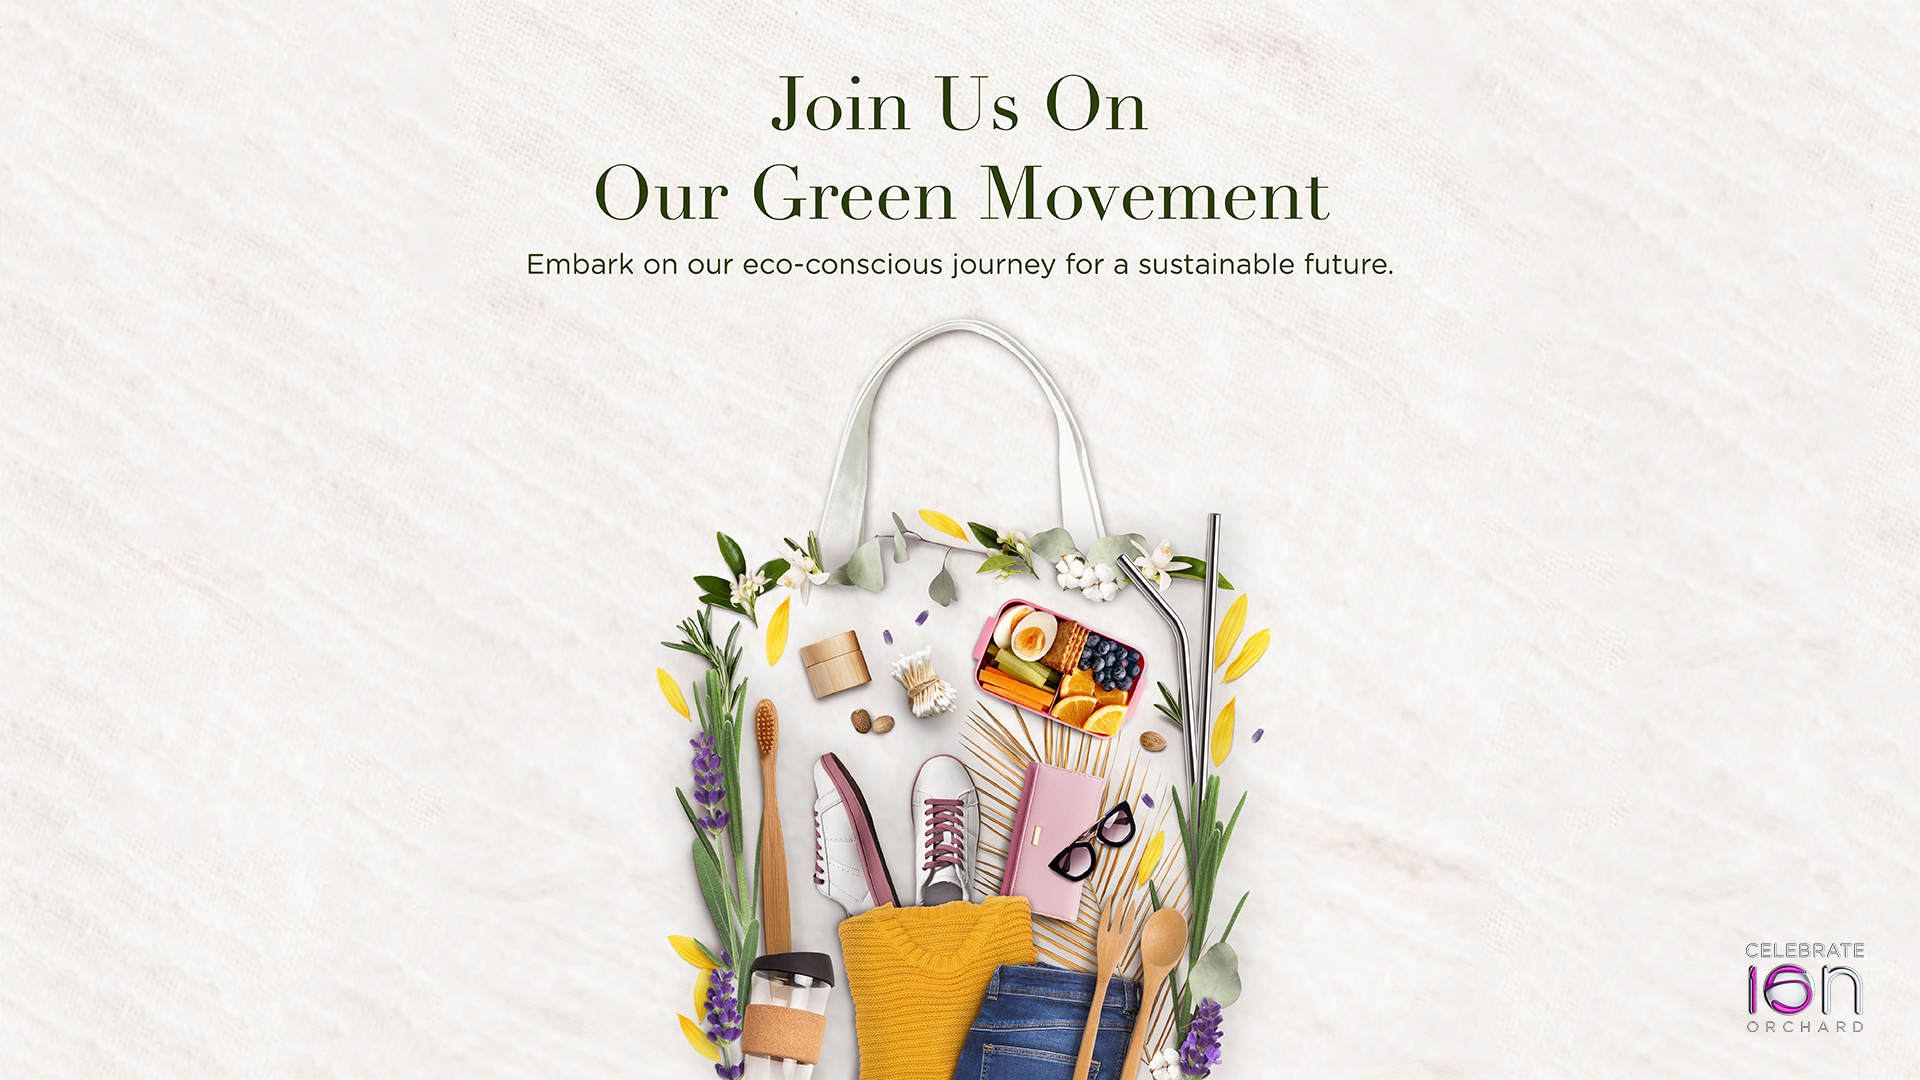 Join Us On
Our Green Movement
Embark on our eco-conscious journey for a sustainable future.
CELEBRATE
ion
ORCHARD